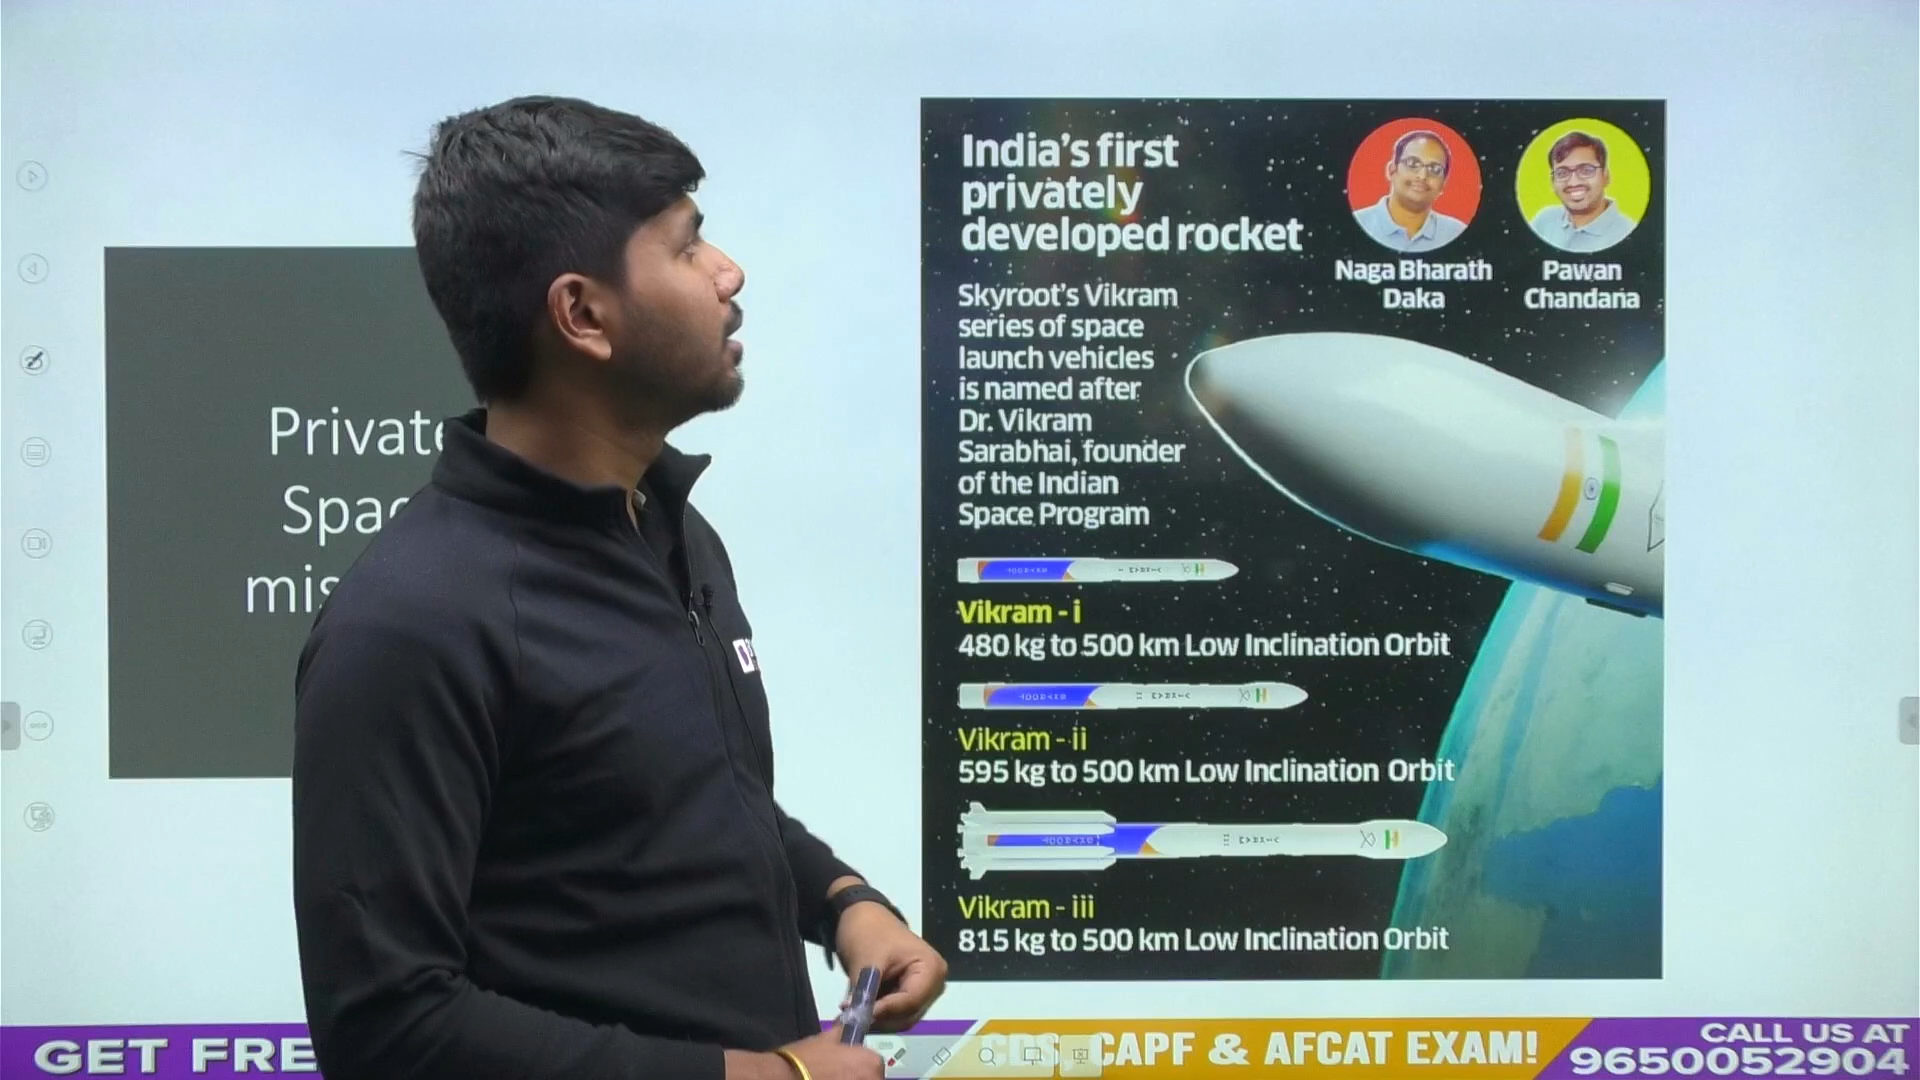 Private
Spac
mis
India's first
privately
developed rocket
Naga Bharath
Daka
Pawan
Chandana
Skyroot's Vikram
series of space
launch vehicles
is named after
Dr. Vikram
Sarabhai, founder
of the Indian
Space Program
Vikram - i
480 kg to 500 km Low Inclination Orbit
Vikram - ii
595 kg to 500 km Low Inclination Orbit
Vikram - iii
815 kg to 500 km Low Inclination Orbit
GET FRE
CDS, CAPF & AFCAT EXAM!
CALL US AT
9650052904